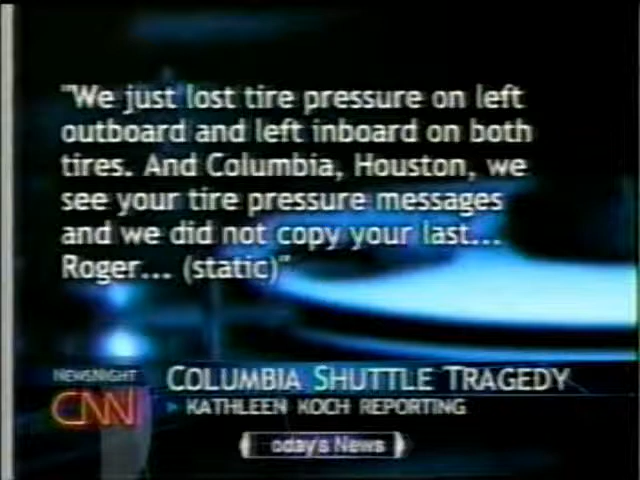 "We just lost tire pressure on left
outboard and left inboard on both
tires. And Columbia, Houston, we
see your tire pressure messages
and we did not copy your last...
Roger... (static)"
NEWSNIGHT
CNN
COLUMBIA SHUTTLE TRAGEDY
KATHLEEN KOCH REPORTING
oday's News